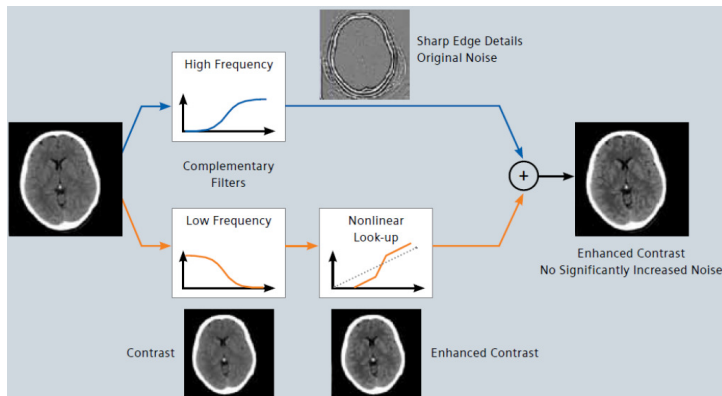 Sharp Edge Details
Original Noise
High Frequency
Complementary
Filters
Low Frequency
Nonlinear
Look-up
+
Enhanced Contrast
No Significantly Increased Noise
Contrast
Enhanced Contrast